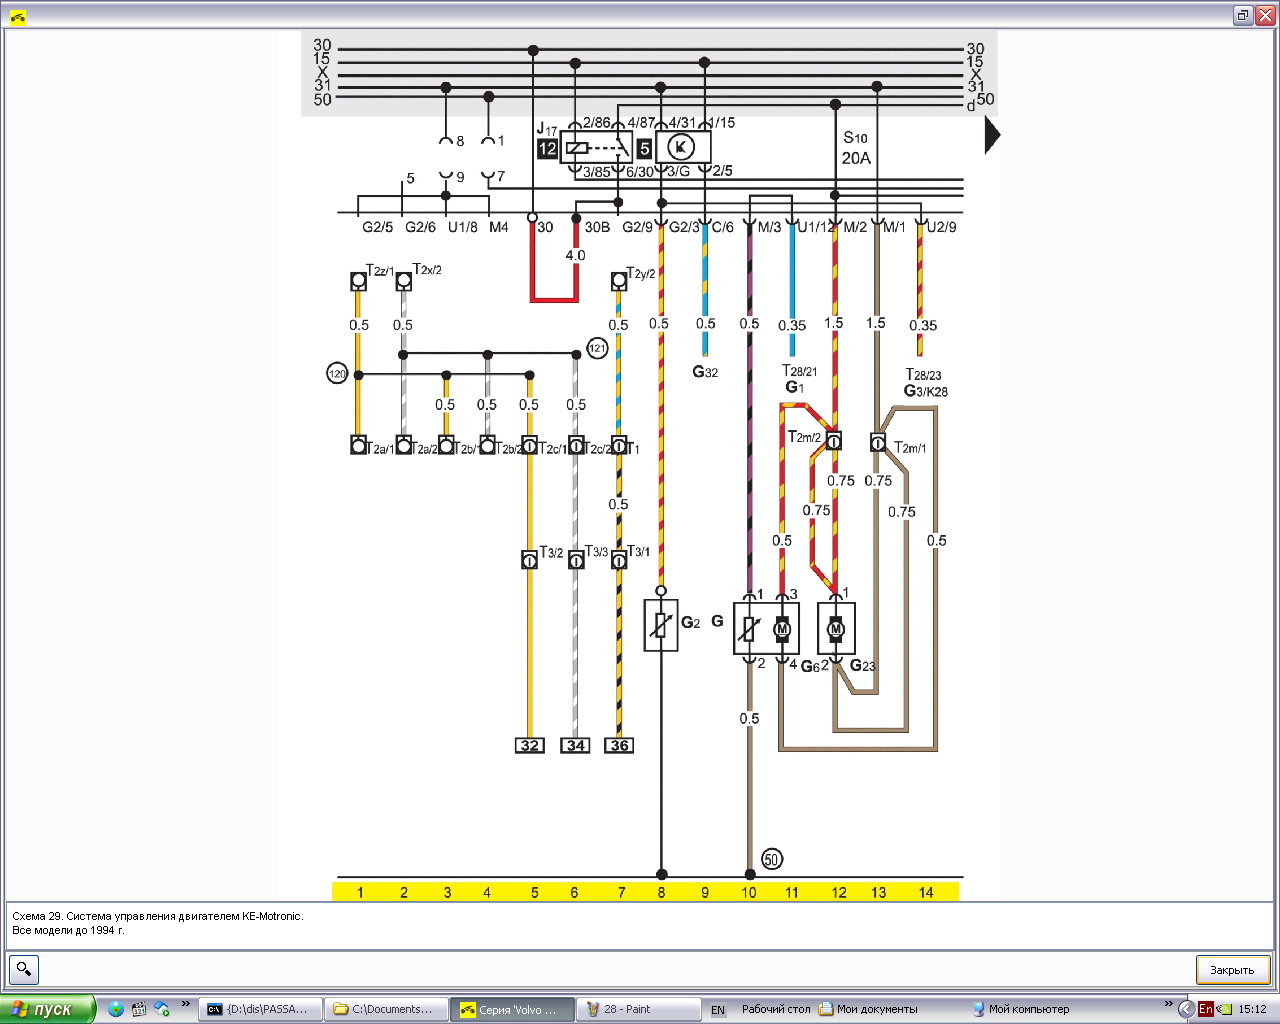 30 30
15 15
X X
31 31
50 d 50
J17 2/86 4/87 4/31 1/15
8 1 12 5 K S10
20A
5 9 7 3/85 6/30 3/G 2/5
G2/5 G2/6 U1/8 M4 30 30B G2/9 G2/3 C/6 M/3 U1/12 M/2 M/1 U2/9
4.0
T2z/1 T2x/2 T2y/2
0.5 0.5 0.5 0.5 0.5 0.5 0.35 1.5 1.5 0.35
121
120 G32 T28/21 T28/23
G1 G3/K28
0.5 0.5 0.5 0.5
T2a/1 T2a/2 T2b/1 T2b/2 T2c/1 T2c/2 T1 T2m/2 T2m/1
0.75 0.75
0.5 0.75 0.75
0.5 0.5
T3/2 T3/3 T3/1
1 3 1
G2 G M M
2 4 G6 2 G23
0.5
32 34 36
50
1 2 3 4 5 6 7 8 9 10 11 12 13 14
Схема 29. Система управления двигателем KE-Motronic.
Все модели до 1994 г.
Закрыть
пуск » {D:\dis\PASSA... C:\Documents... Серия 'Volvo ... 28 - Paint EN Рабочий стол Мои документы Мой компьютер » En 15:12